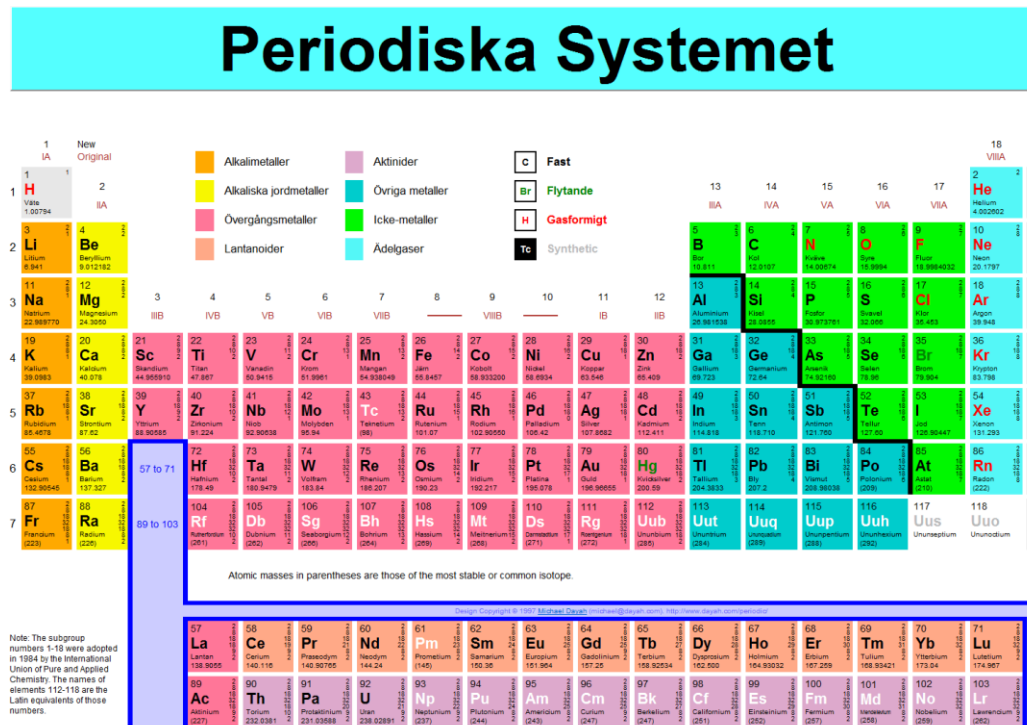 Periodiska Systemet
1 New 18
IA Original VIIIA
Alkalimetaller Aktinider C Fast
Alkaliska jordmetaller Övriga metaller Br Flytande
Övergångsmetaller Icke-metaller H Gasformigt
Lantanoider Ädelgaser Tc Synthetic
2 13 14 15 16 17
IIA IIIA IVA VA VIA VIIA
3 4 5 6 7 8 9 10 11 12
IIIB IVB VB VIB VIIB VIIIB IB IIB
1
1 2
H He
Väte Helium
1.00794 4.002602
2
3 4 5 6 7 8 9 10
Li Be B C N O F Ne
Litium Beryllium Bor Kol Kväve Syre Fluor Neon
6.941 9.012182 10.811 12.0107 14.00674 15.9994 18.9984032 20.1797
3
11 12 13 14 15 16 17 18
Na Mg Al Si P S Cl Ar
Natrium Magnesium Aluminium Kisel Fosfor Svavel Klor Argon
22.989770 24.3050 26.981538 28.0855 30.973761 32.066 35.453 39.948
4
19 20 21 22 23 24 25 26 27 28 29 30 31 32 33 34 35 36
K Ca Sc Ti V Cr Mn Fe Co Ni Cu Zn Ga Ge As Se Br Kr
Kalium Kalcium Skandium Titan Vanadin Krom Mangan Järn Kobolt Nickel Koppar Zink Gallium Germanium Arsenik Selen Brom Krypton
39.0983 40.078 44.955910 47.867 50.9415 51.9961 54.938049 55.8457 58.933200 58.6934 63.546 65.409 69.723 72.64 74.92160 78.96 79.904 83.798
5
37 38 39 40 41 42 43 44 45 46 47 48 49 50 51 52 53 54
Rb Sr Y Zr Nb Mo Tc Ru Rh Pd Ag Cd In Sn Sb Te I Xe
Rubidium Strontium Yttrium Zirkonium Niob Molybden Teknetium Rutenium Rodium Palladium Silver Kadmium Indium Tenn Antimon Tellur Jod Xenon
85.4678 87.62 88.90585 91.224 92.90638 95.94 (98) 101.07 102.90550 106.42 107.8682 112.411 114.818 118.710 121.760 127.60 126.90447 131.293
6
55 56 57 to 71 72 73 74 75 76 77 78 79 80 81 82 83 84 85 86
Cs Ba Hf Ta W Re Os Ir Pt Au Hg Tl Pb Bi Po At Rn
Cesium Barium Hafnium Tantal Volfram Rhenium Osmium Iridium Platina Guld Kvicksilver Tallium Bly Vismut Polonium Astat Radon
132.90545 137.327 178.49 180.9479 183.84 186.207 190.23 192.217 195.078 196.96655 200.59 204.3833 207.2 208.98038 (209) (210) (222)
7
87 88 89 to 103 104 105 106 107 108 109 110 111 112 113 114 115 116 117 118
Fr Ra Rf Db Sg Bh Hs Mt Ds Rg Uub Uut Uuq Uup Uuh Uus Uuo
Francium Radium Rutherfordium Dubnium Seaborgium Bohrium Hassium Meitnerium Darmstadtium Roentgenium Ununbium Ununtrium Ununquadium Ununpentium Ununhexium Ununseptium Ununoctium
(223) (226) (261) (262) (266) (264) (269) (268) (271) (272) (285) (284) (289) (288) (292)
Atomic masses in parentheses are those of the most stable or common isotope.
Design Copyright © 1997 Michael Dayah (michael@dayah.com). http://www.dayah.com/periodic/
Note: The subgroup
numbers 1-18 were adopted
in 1984 by the International
Union of Pure and Applied
Chemistry. The names of
elements 112-118 are the
Latin equivalents of those
numbers.
57 58 59 60 61 62 63 64 65 66 67 68 69 70 71
La Ce Pr Nd Pm Sm Eu Gd Tb Dy Ho Er Tm Yb Lu
Lantan Cerium Praseodym Neodym Prometium Samarium Europium Gadolinium Terbium Dysprosium Holmium Erbium Tulium Ytterbium Lutetium
138.9055 140.116 140.90765 144.24 (145) 150.36 151.964 157.25 158.92534 162.500 164.93032 167.259 168.93421 173.04 174.967
89 90 91 92 93 94 95 96 97 98 99 100 101 102 103
Ac Th Pa U Np Pu Am Cm Bk Cf Es Fm Md No Lr
Aktinium Torium Protaktinium Uran Neptunium Plutonium Americium Curium Berkelium Californium Einsteinium Fermium Mendelevium Nobelium Lawrencium
(227) 232.0381 231.03588 238.02891 (237) (244) (243) (247) (247) (251) (252) (257) (258) (259) (262)